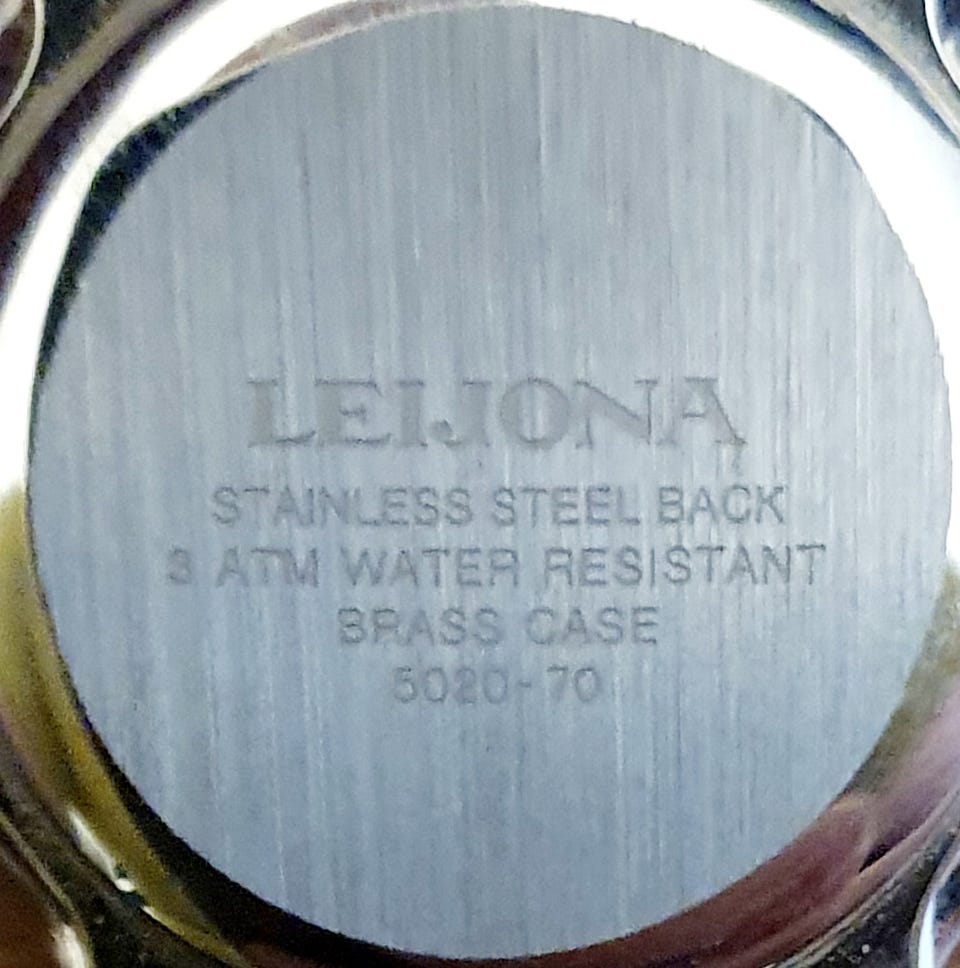 LEIJONA
STAINLESS STEEL BACK
3 ATM WATER RESISTANT
BRASS CASE
5020-70